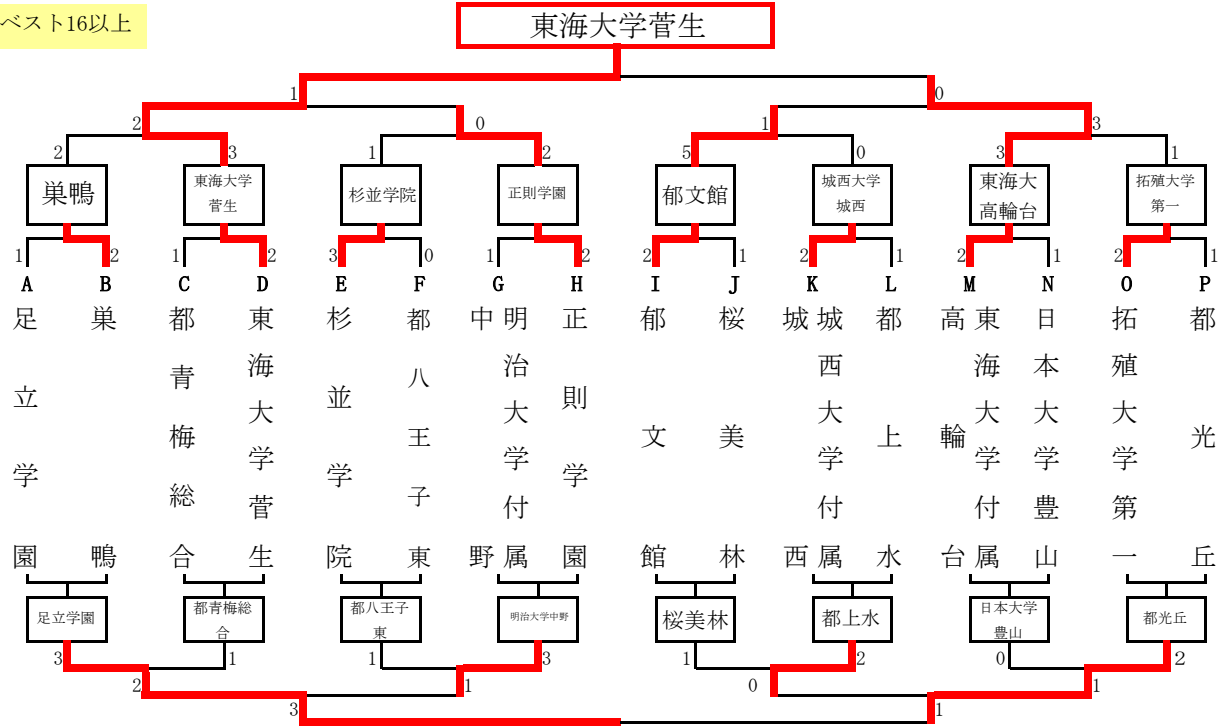 ベスト16以上
東海大学菅生
1 0
2 0 1 3
2 3 1 2 5 0 3 1
巣鴨
東海大学
菅生
杉並学院
正則学園
郁文館
城西大学
城西
東海大
高輪台
拓殖大学
第一
1 2 1 2 3 0 1 2 2 1 2 1 2 1 2 1
A B C D E F G H I J K L M N O P
足立学園
巣鴨
都青梅総合
東海大学菅生
杉並学院
都八王子東
明治大学付属
中野
正則学園
郁文館
桜美林
城西大学付属
城西
都上水
東海大学付属
高輪台
日本大学豊山
拓殖大学第一
都光丘
足立学園
都青梅総
合
都八王子
東
明治大学中野
桜美林
都上水
日本大学
豊山
都光丘
3 1 1 3 1 2 0 2
2 1 0 1
3 1